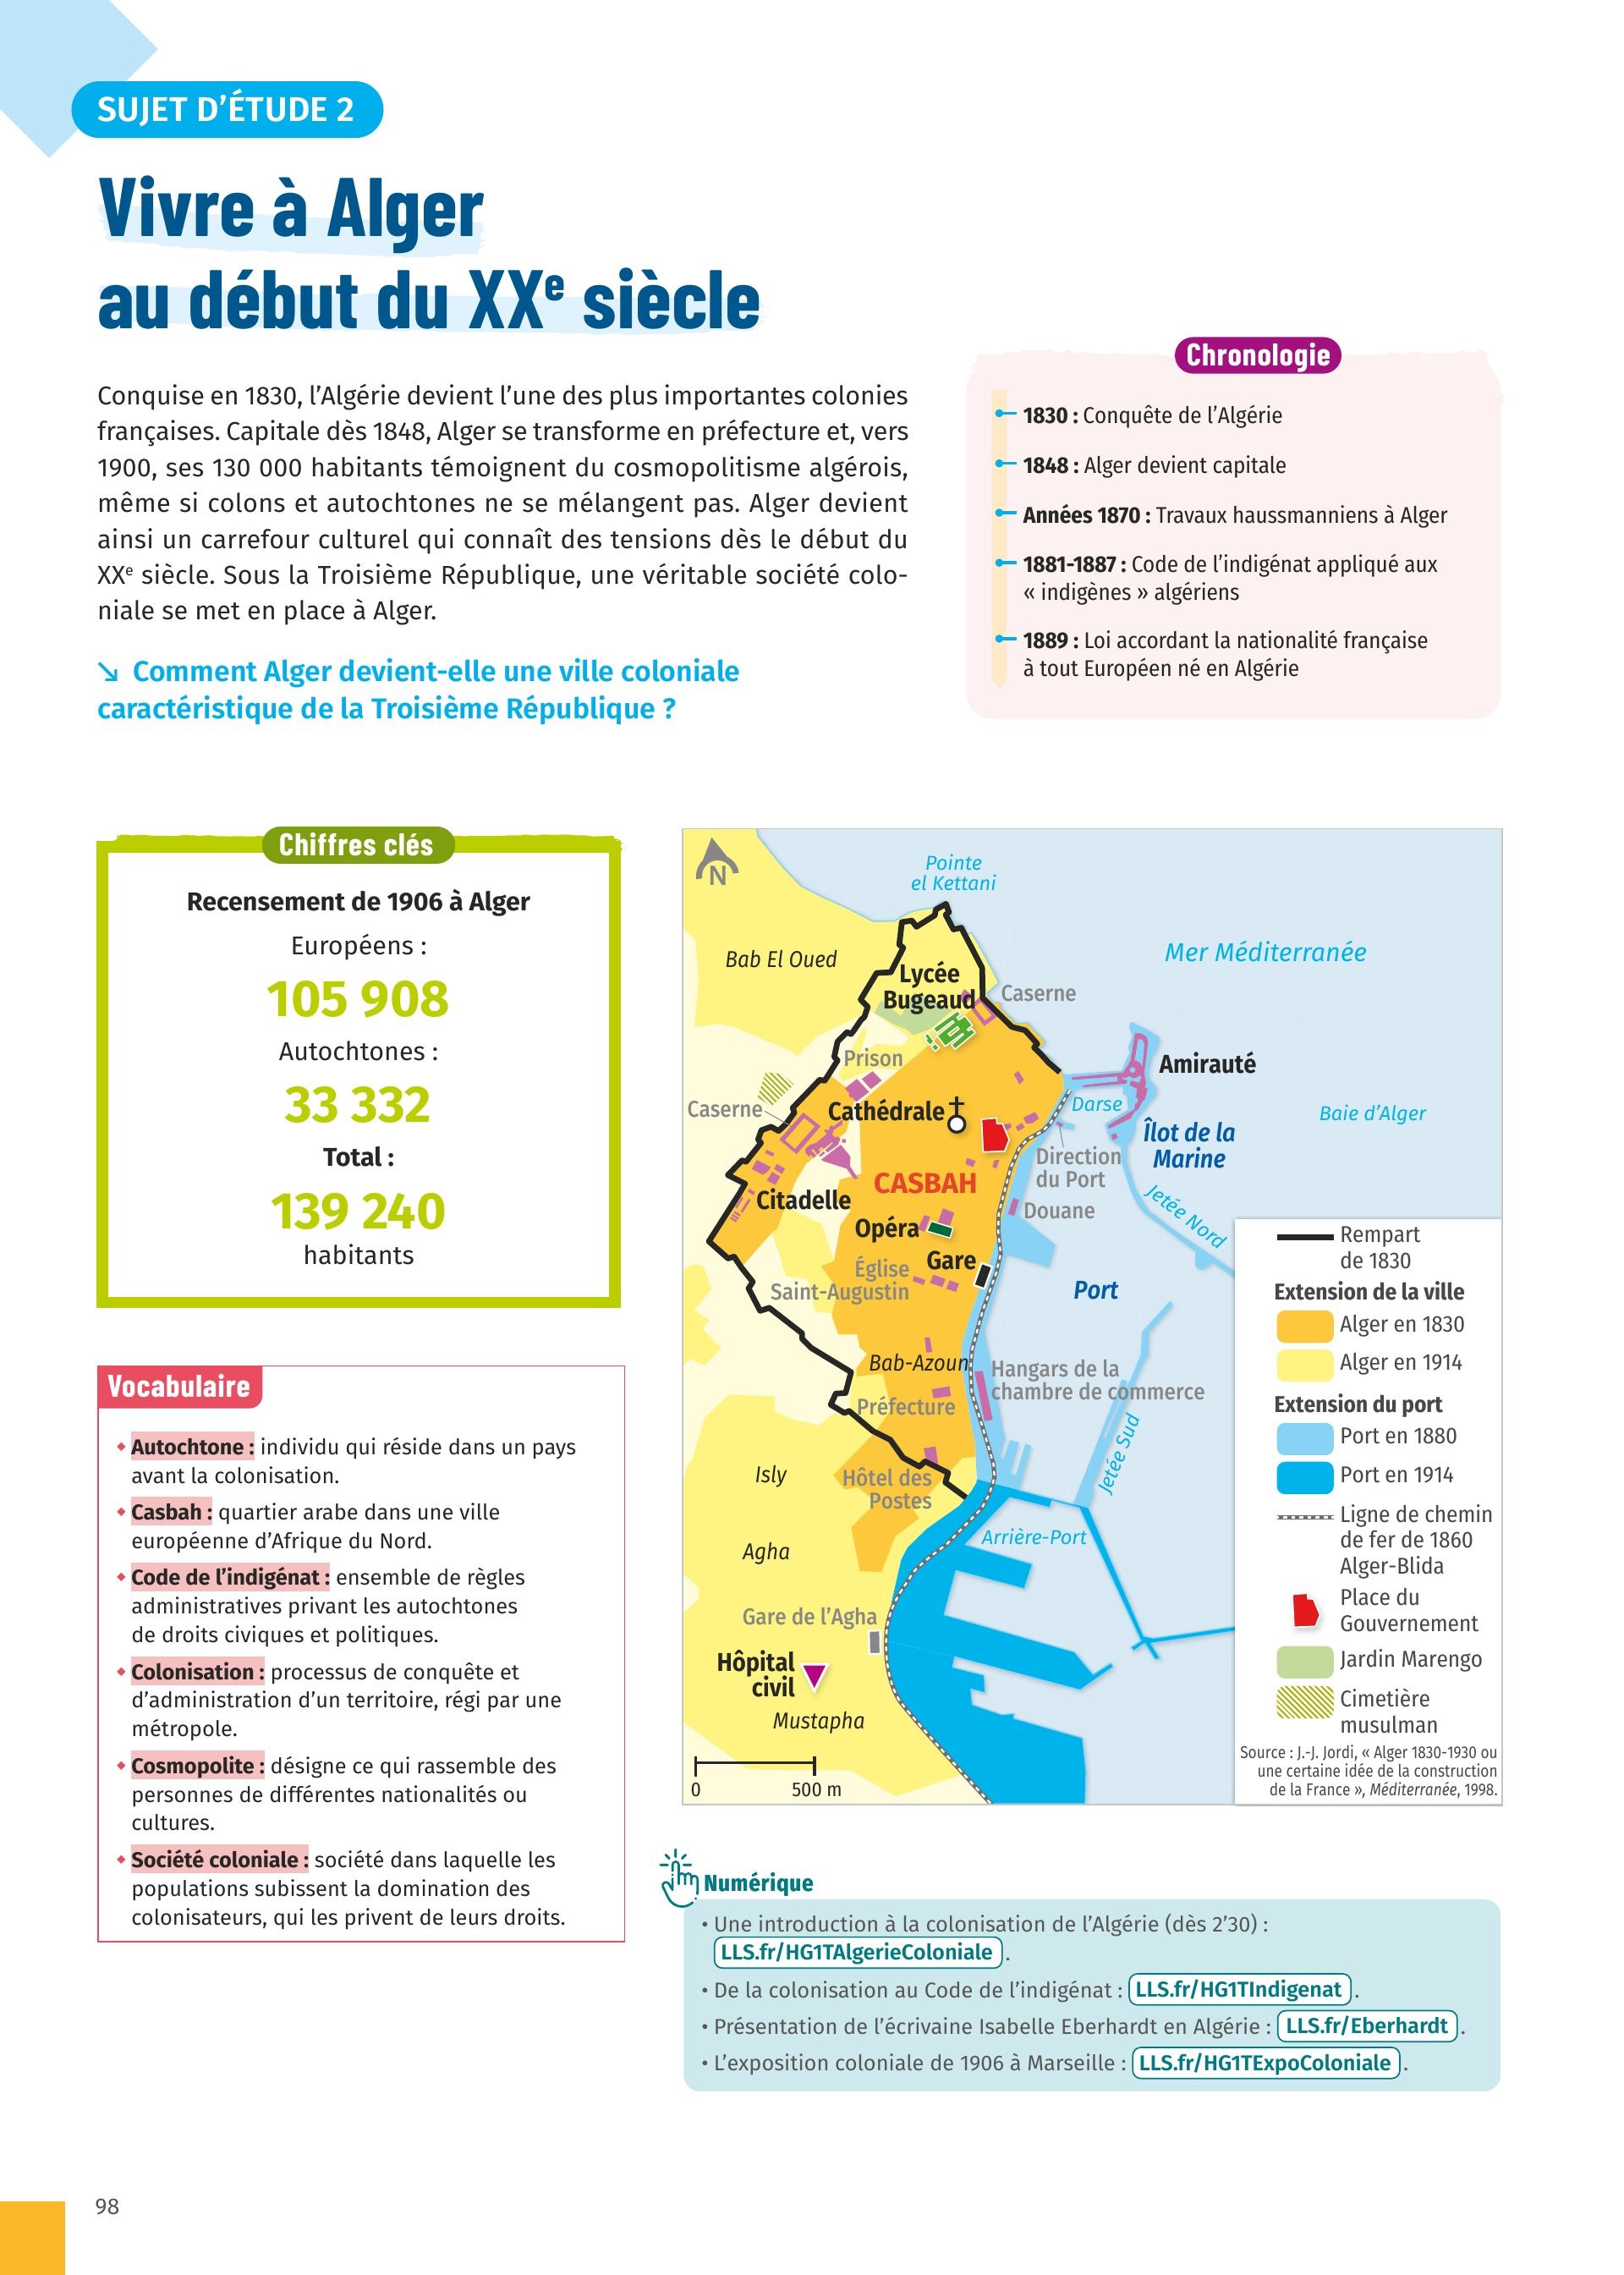 SUJET D'ÉTUDE 2
Vivre à Alger
au début du XXe siècle
Conquise en 1830, l'Algérie devient l'une des plus importantes colonies
françaises. Capitale dès 1848, Alger se transforme en préfecture et, vers
1900, ses 130 000 habitants témoignent du cosmopolitisme algérois,
même si colons et autochtones ne se mélangent pas. Alger devient
ainsi un carrefour culturel qui connaît des tensions dès le début du
XXe siècle. Sous la Troisième République, une véritable société colo-
niale se met en place à Alger.
↘ Comment Alger devient-elle une ville coloniale
caractéristique de la Troisième République ?
Chronologie
1830 : Conquête de l'Algérie
1848 : Alger devient capitale
Années 1870 : Travaux haussmanniens à Alger
1881-1887 : Code de l'indigénat appliqué aux
« indigènes » algériens
1889 : Loi accordant la nationalité française
à tout Européen né en Algérie
Chiffres clés
Recensement de 1906 à Alger
Européens :
105 908
Autochtones :
33 332
Total :
139 240
habitants
Vocabulaire
Autochtone : individu qui réside dans un pays
avant la colonisation.
Casbah : quartier arabe dans une ville
européenne d'Afrique du Nord.
Code de l'indigénat : ensemble de règles
administratives privant les autochtones
de droits civiques et politiques.
Colonisation : processus de conquête et
d'administration d'un territoire, régi par une
métropole.
Cosmopolite : désigne ce qui rassemble des
personnes de différentes nationalités ou
cultures.
Société coloniale : société dans laquelle les
populations subissent la domination des
colonisateurs, qui les privent de leurs droits.
N
Pointe
el Kettani
Mer Méditerranée
Bab El Oued
Lycée
Bugeaud
Caserne
Prison
Amirauté
Caserne
Cathédrale
Darse
Baie d'Alger
Îlot de la
Marine
Direction
du Port
CASBAH
Citadelle
Jetée Nord
Douane
Opéra
Gare
Église
Saint-Augustin
Port
Bab-Azoun
Hangars de la
chambre de commerce
Préfecture
Jetée Sud
Isly
Hôtel des
Postes
Arrière-Port
Agha
Gare de l'Agha
Hôpital
civil
Mustapha
0 500 m
Rempart
de 1830
Extension de la ville
Alger en 1830
Alger en 1914
Extension du port
Port en 1880
Port en 1914
Ligne de chemin
de fer de 1860
Alger-Blida
Place du
Gouvernement
Jardin Marengo
Cimetière
musulman
Source : J.-J. Jordi, « Alger 1830-1930 ou
une certaine idée de la construction
de la France », Méditerranée, 1998.
Numérique
• Une introduction à la colonisation de l'Algérie (dès 2'30) :
LLS.fr/HG1TAlgerieColoniale .
• De la colonisation au Code de l'indigénat : LLS.fr/HG1TIndigenat .
• Présentation de l'écrivaine Isabelle Eberhardt en Algérie : LLS.fr/Eberhardt .
• L'exposition coloniale de 1906 à Marseille : LLS.fr/HG1TExpoColoniale .
98